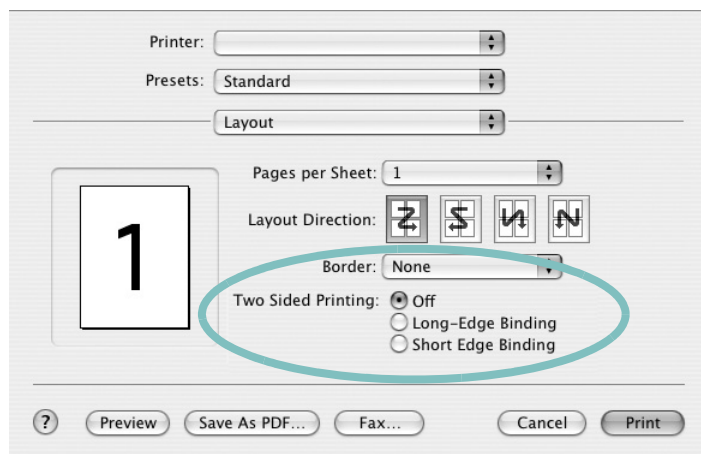 Printer:
Presets: Standard
Layout
Pages per Sheet: 1
1
Layout Direction:
Border: None
Two Sided Printing: Off
Long-Edge Binding
Short Edge Binding
? Preview Save As PDF... Fax... Cancel Print